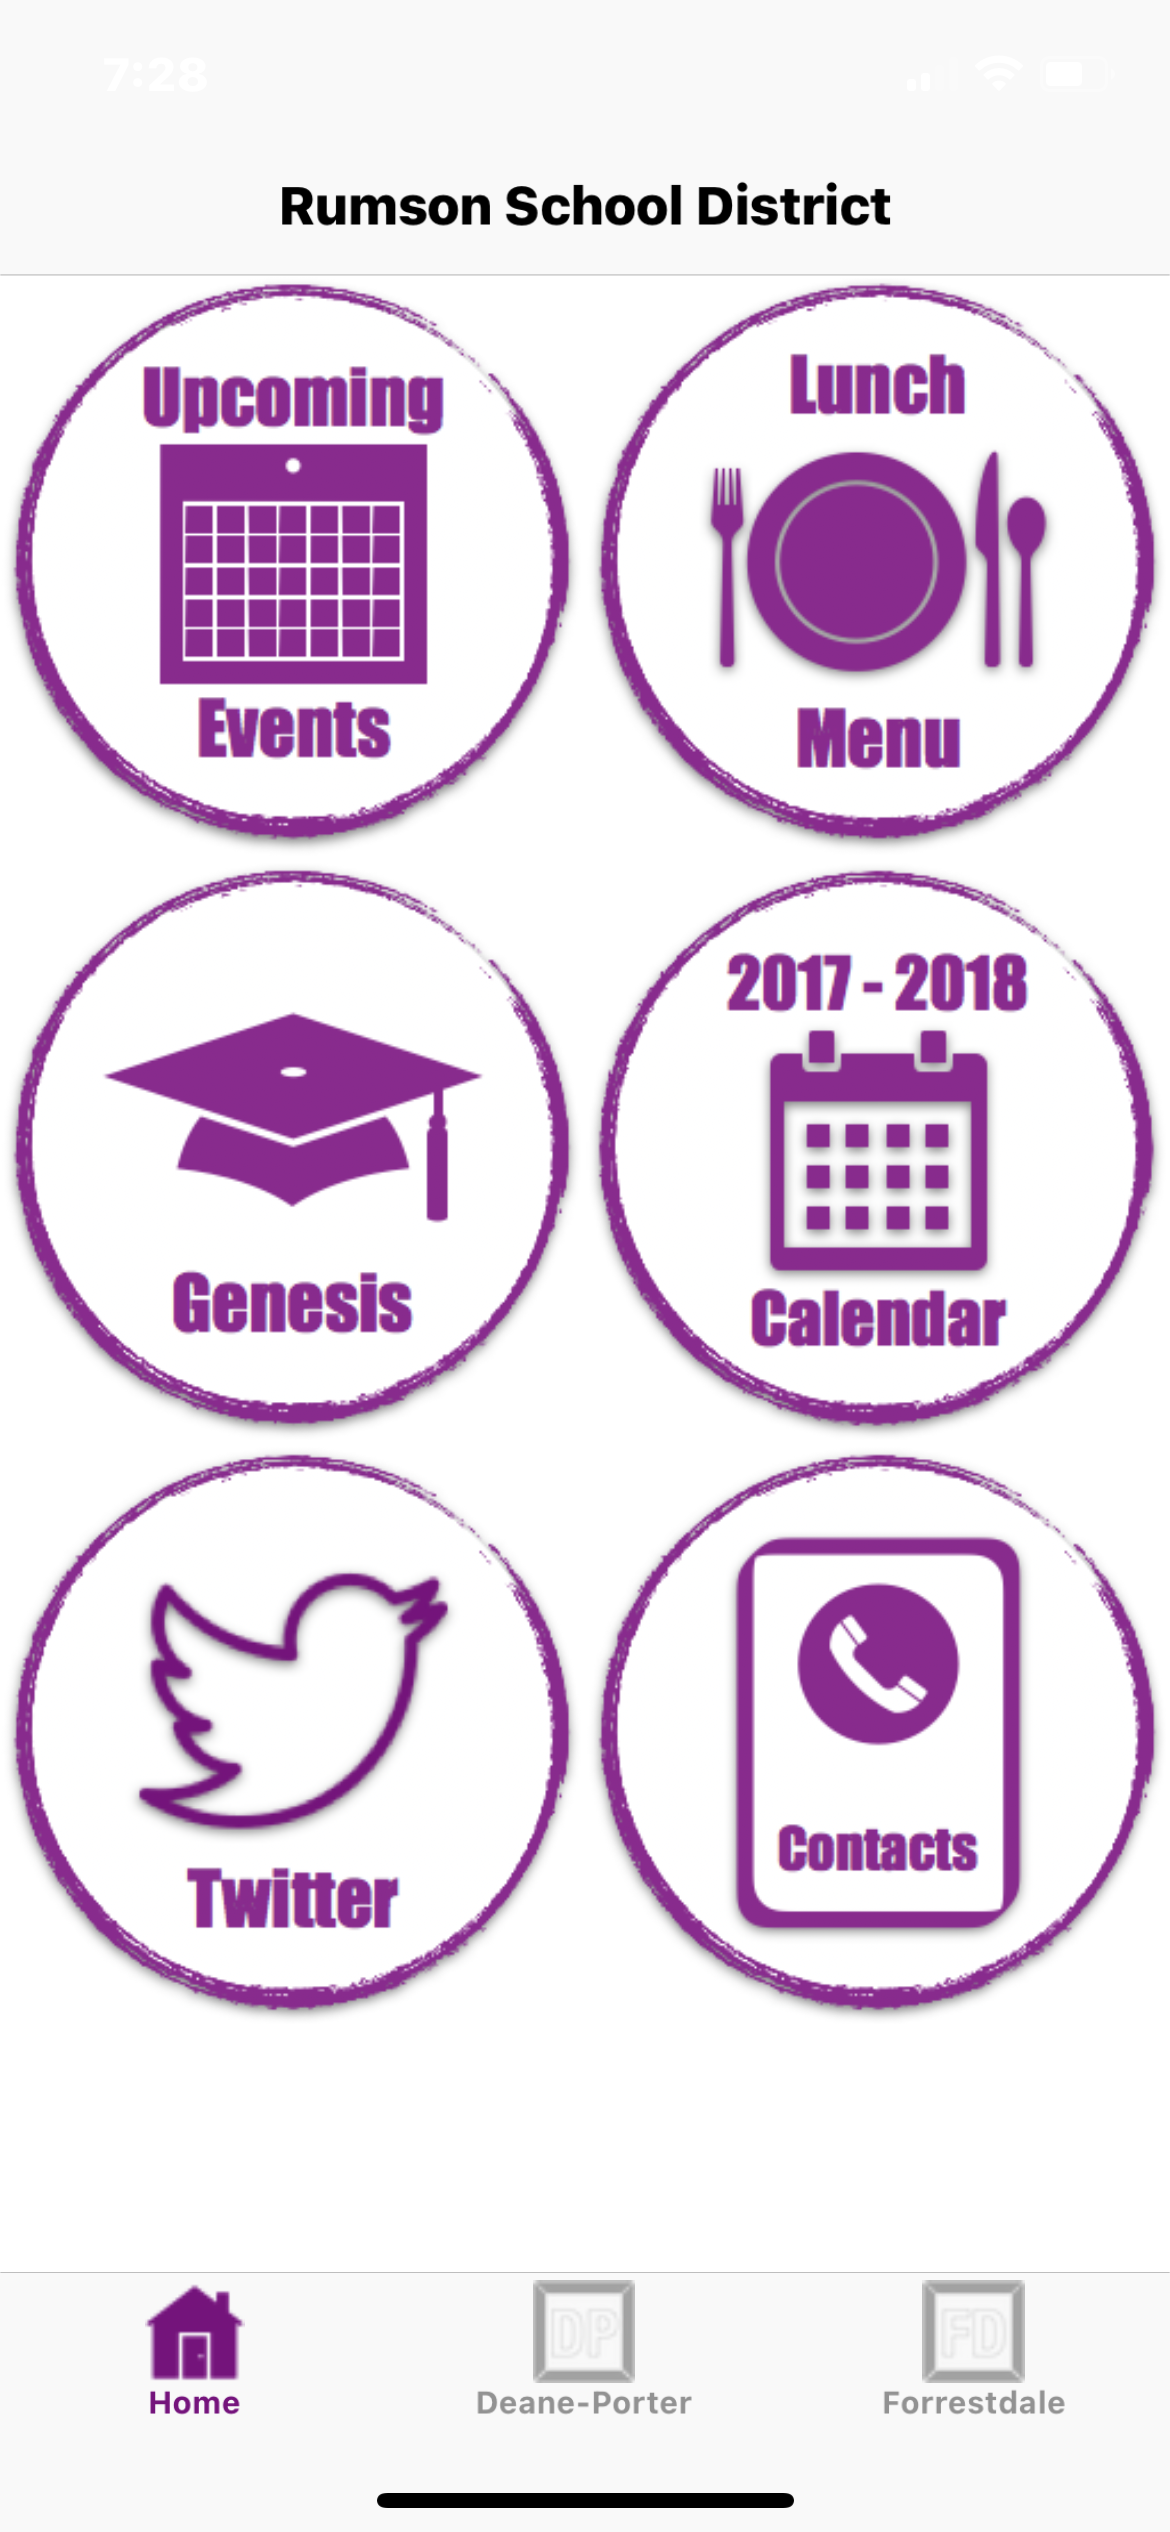 7:28
Rumson School District
Upcoming
Events
Lunch
Menu
Genesis
2017 - 2018
Calendar
Twitter
Contacts
DP
FD
Home
Deane-Porter
Forrestdale